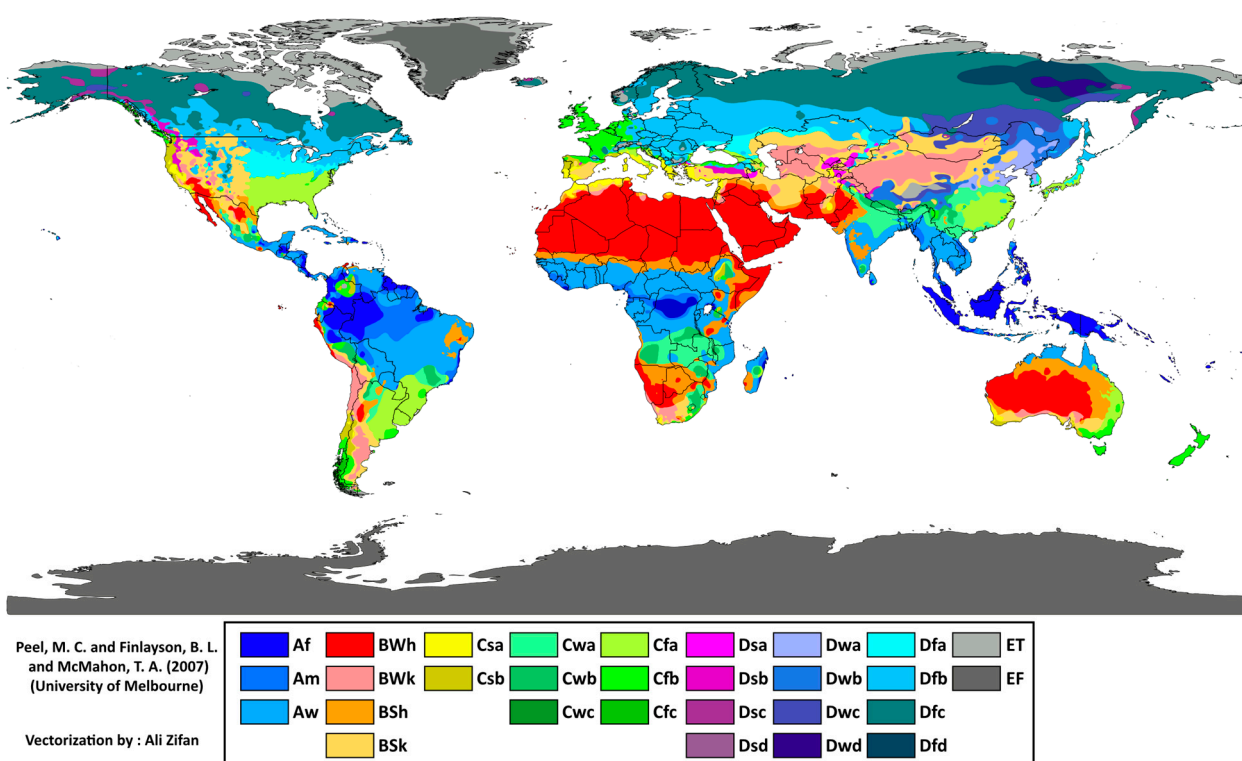 Peel, M. C. and Finlayson, B. L.
and McMahon, T. A. (2007)
(University of Melbourne)
Vectorization by : Ali Zifan
Af BWh Csa Cwa Cfa Dsa Dwa Dfa ET
Am BWk Csb Cwb Cfb Dsb Dwb Dfb EF
Aw BSh Cwc Cfc Dsc Dwc Dfc
BSk Dsd Dwd Dfd